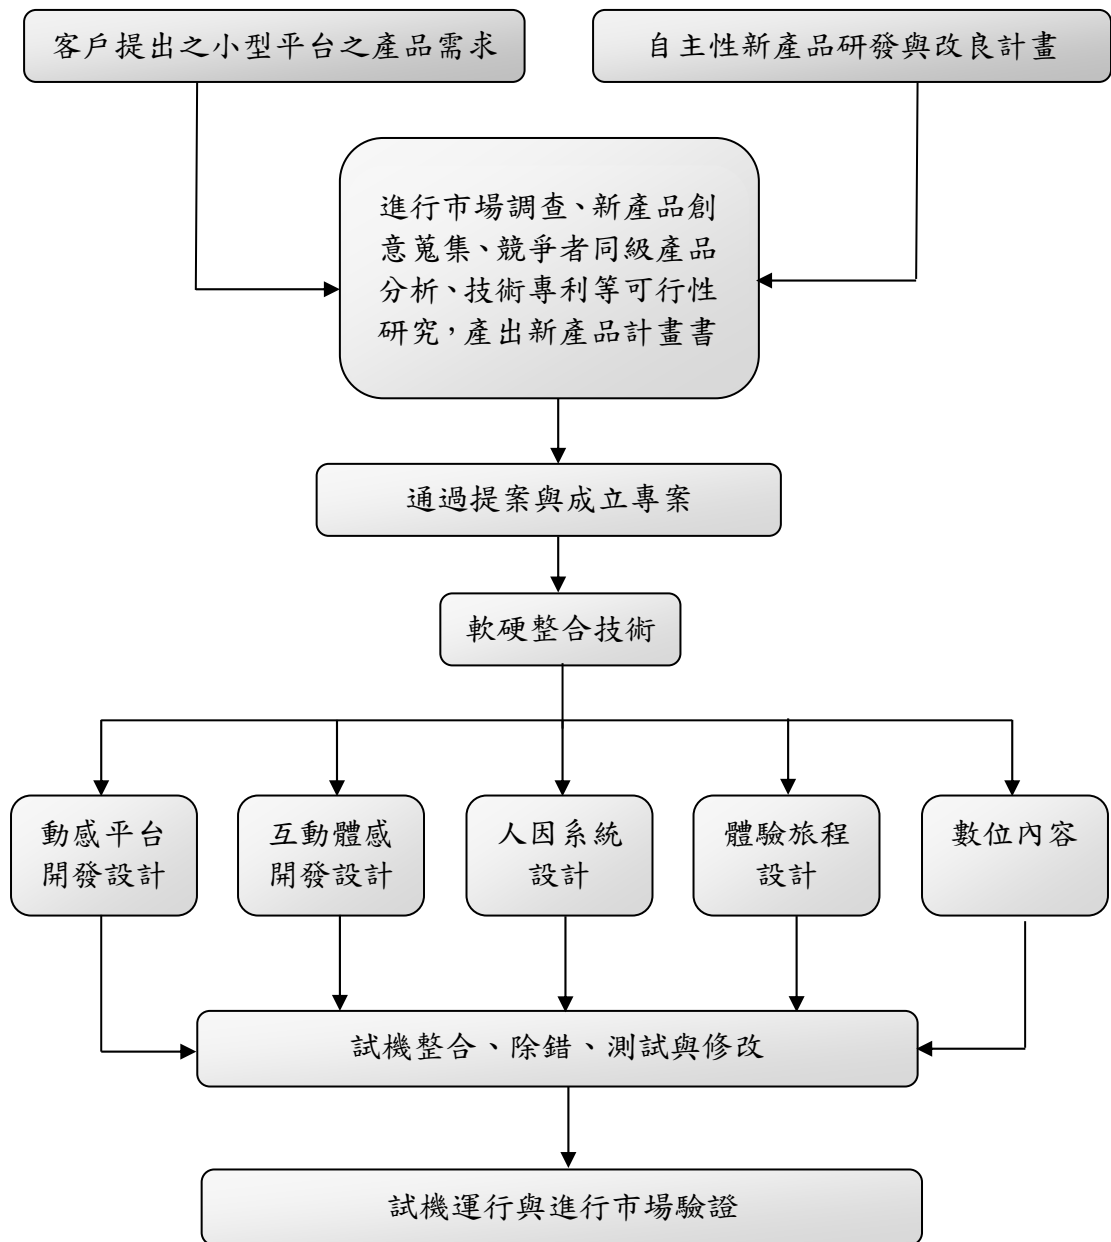 客戶提出之小型平台之產品需求
自主性新產品研發與改良計畫
進行市場調查、新產品創
意蒐集、競爭者同級產品
分析、技術專利等可行性
研究，產出新產品計畫書
通過提案與成立專案
軟硬整合技術
動感平台
開發設計
互動體感
開發設計
人因系統
設計
體驗旅程
設計
數位內容
試機整合、除錯、測試與修改
試機運行與進行市場驗證